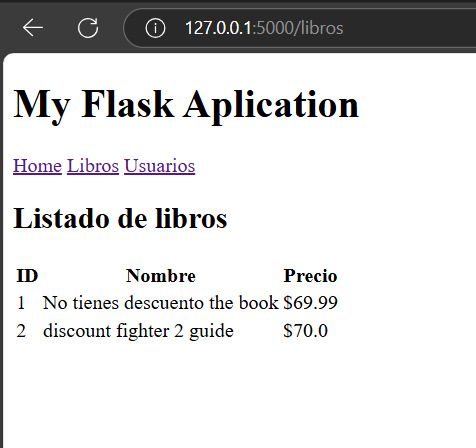 127.0.0.1:5000/libros
My Flask Aplication
Home Libros Usuarios
Listado de libros
ID Nombre Precio
1 No tienes descuento the book $69.99
2 discount fighter 2 guide $70.0